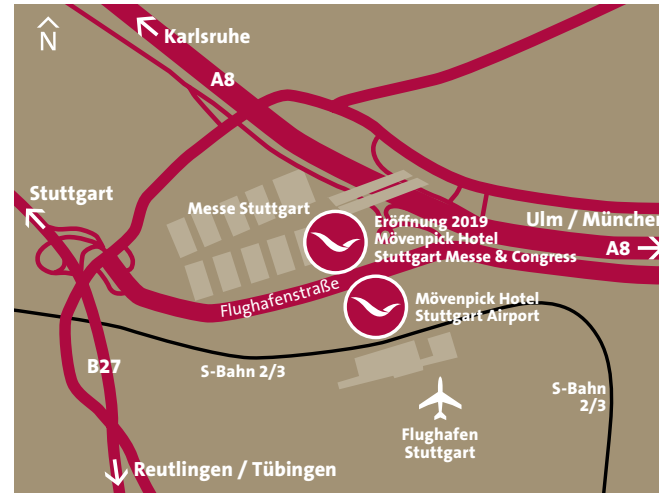 N
Karlsruhe
A8
Stuttgart
Messe Stuttgart
Eröffnung 2019
Mövenpick Hotel
Stuttgart Messe & Congress
Ulm / München
A8
Flughafenstraße
Mövenpick Hotel
Stuttgart Airport
B27
S-Bahn 2/3
S-Bahn
2/3
Flughafen
Stuttgart
Reutlingen / Tübingen